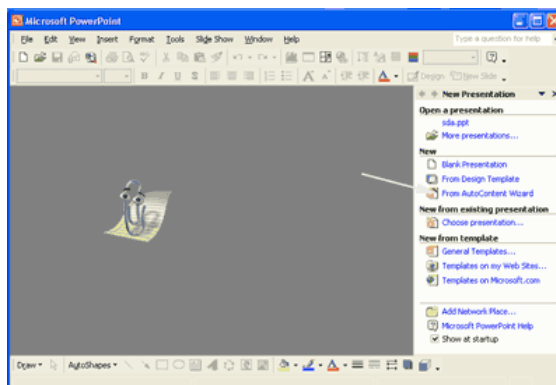 Microsoft PowerPoint
File Edit View Insert Format Tools Slide Show Window Help
Type a question for help
B I U S
Design New Slide
New Presentation
Open a presentation
sda.ppt
More presentations...
New
Blank Presentation
From Design Template
From AutoContent Wizard
New from existing presentation
Choose presentation...
New from template
General Templates...
Templates on my Web Sites...
Templates on Microsoft.com
Add Network Place...
Microsoft PowerPoint Help
Show at startup
Draw AutoShapes